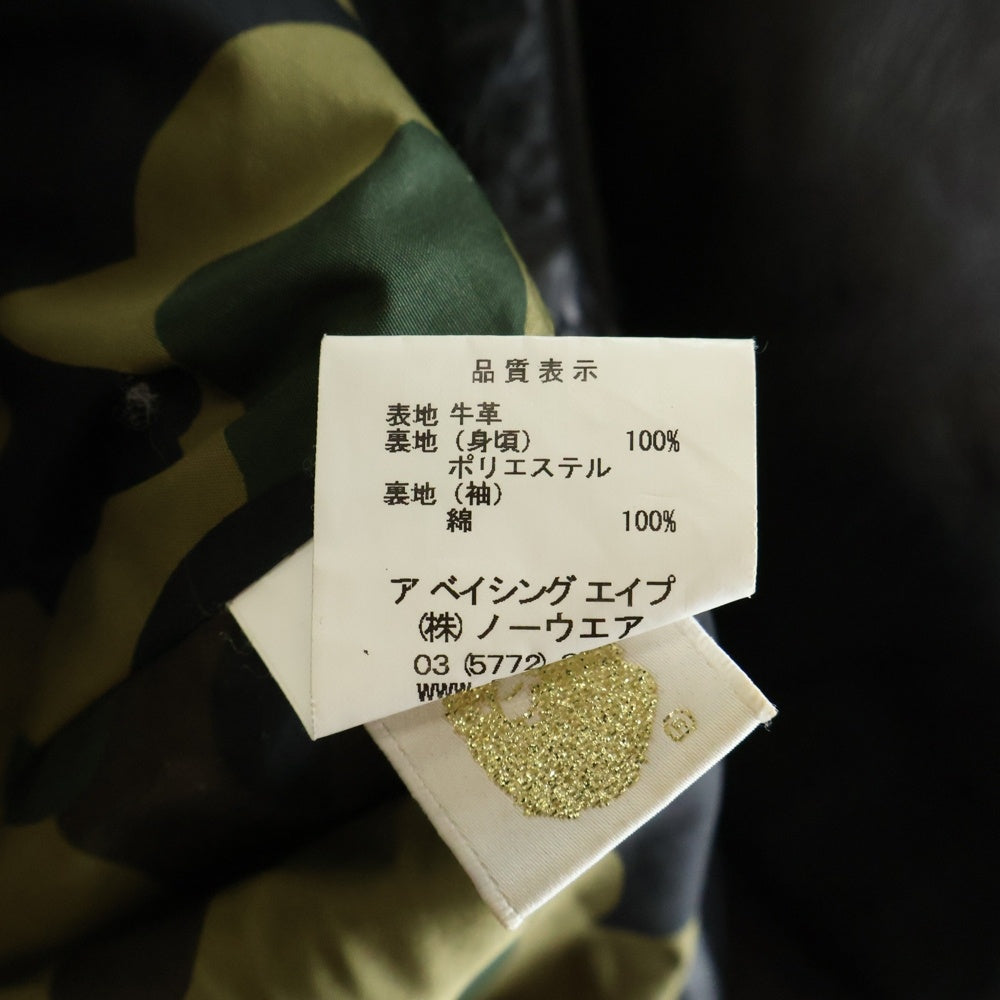 品質表示
表地 牛革
裏地（身頃） 100%
ポリエステル
裏地（袖）
綿 100%
ア ベイシング エイプ
(株) ノーウエア
03 (5772)
www.